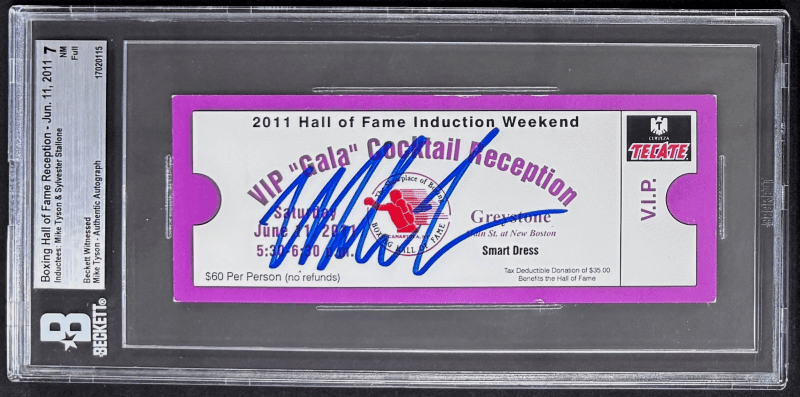 Boxing Hall of Fame Reception - Jun. 11, 2011
Inductees: Mike Tyson & Sylvester Stallone
Beckett Witnessed
Mike Tyson - Authentic Autograph
7
NM
Full
17020115
B
BECKETT
2011 Hall of Fame Induction Weekend
VIP "Gala" Cocktail Reception
Saturday
June 11, 2011
5:30-6:30 p.m.
$60 Per Person (no refunds)
BOXING HALL OF FAME
Greystone
Main St. at New Boston
Smart Dress
Tax Deductible Donation of $35.00
Benefits the Hall of Fame
CERVEZA
TECATE
V.I.P.